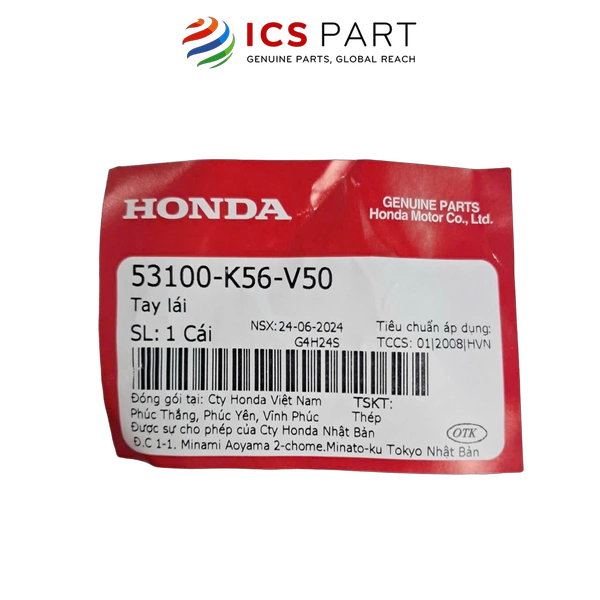 ICS PART
GENUINE PARTS, GLOBAL REACH
HONDA
GENUINE PARTS
Honda Motor Co., Ltd.
53100-K56-V50
Tay lái
SL: 1 Cái
NSX: 24-06-2024
G4H24S
Tiêu chuẩn áp dụng:
TCCS: 01|2008|HVN
Đóng gói tại: Cty Honda Việt Nam
Phúc Thắng, Phúc Yên, Vĩnh Phúc
TSKT:
Thép
Được sự cho phép của Cty Honda Nhật Bản
Đ.C 1-1. Minami Aoyama 2-chome.Minato-ku Tokyo Nhật Bản
OTK